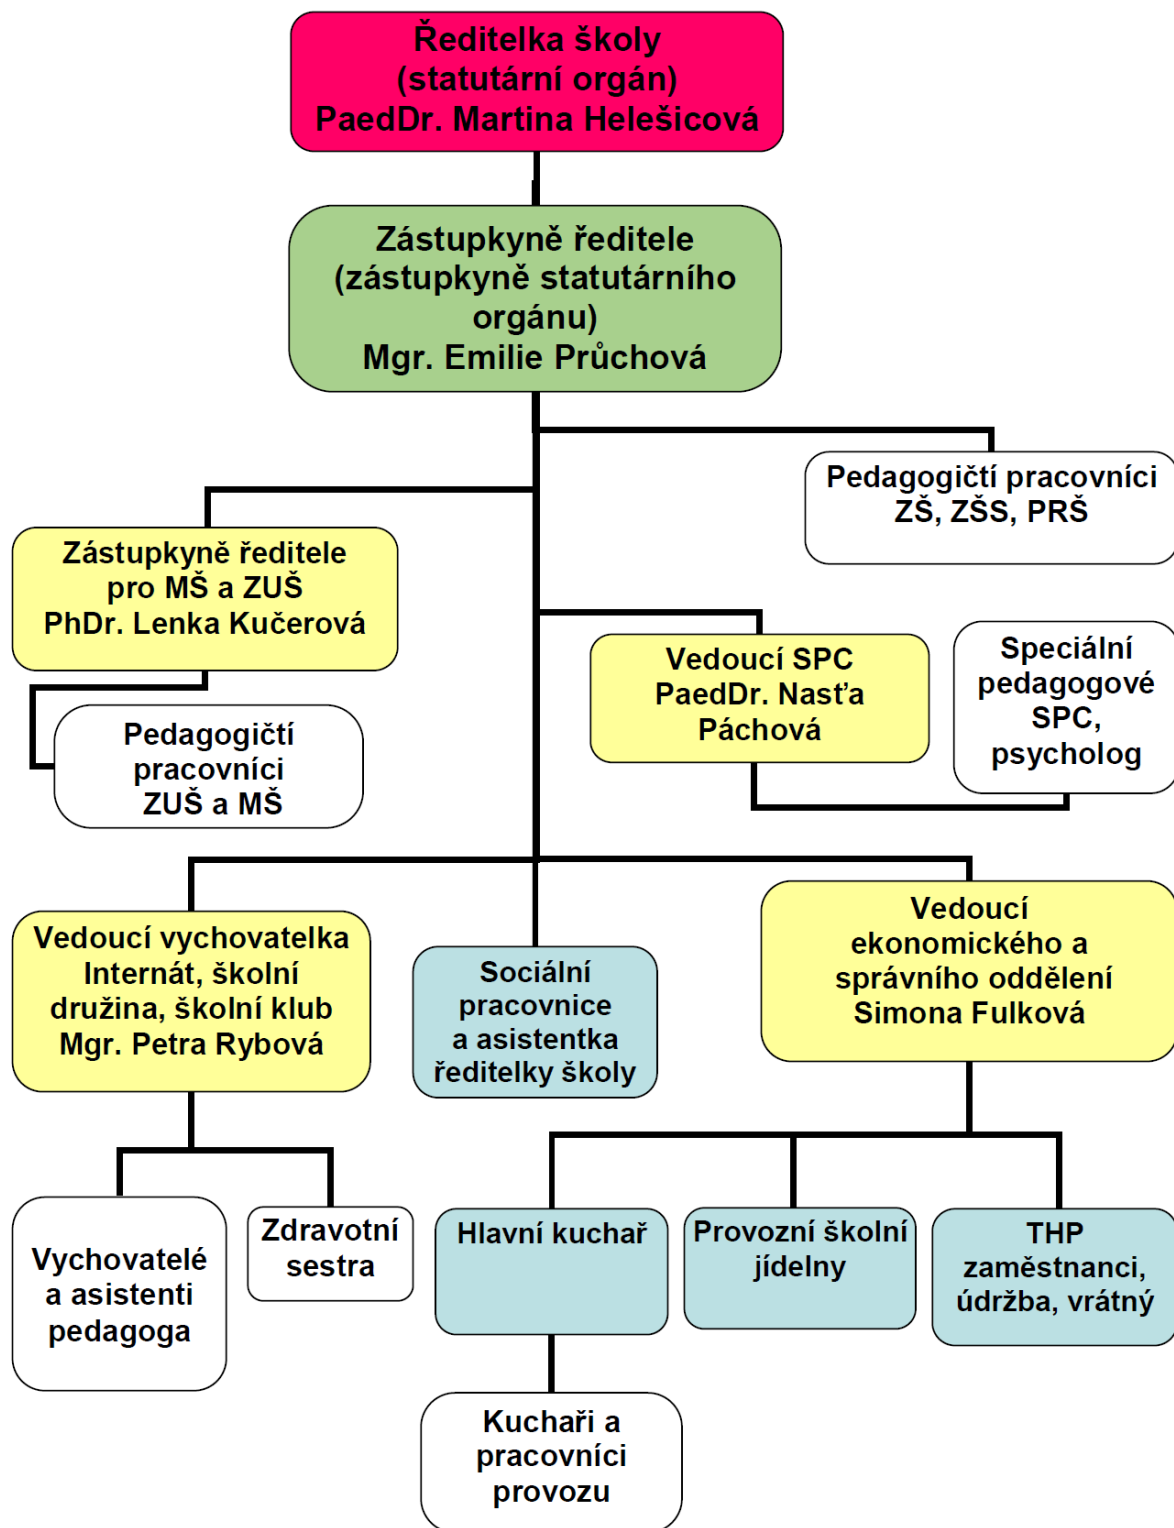 Ředitelka školy
(statutární orgán)
PaedDr. Martina Helešicová
Zástupkyně ředitele
(zástupkyně statutárního
orgánu)
Mgr. Emilie Průchová
Pedagogičtí pracovníci
ZŠ, ZŠS, PRŠ
Zástupkyně ředitele
pro MŠ a ZUŠ
PhDr. Lenka Kučerová
Pedagogičtí
pracovníci
ZUŠ a MŠ
Vedoucí SPC
PaedDr. Nasťa
Páchová
Speciální
pedagogové
SPC,
psycholog
Vedoucí vychovatelka
Internát, školní
družina, školní klub
Mgr. Petra Rybová
Sociální
pracovnice
a asistentka
ředitelky školy
Vedoucí
ekonomického a
správního oddělení
Simona Fulková
Vychovatelé
a asistenti
pedagoga
Zdravotní
sestra
Hlavní kuchař
Provozní školní
jídelny
THP
zaměstnanci,
údržba, vrátný
Kuchaři a
pracovníci
provozu